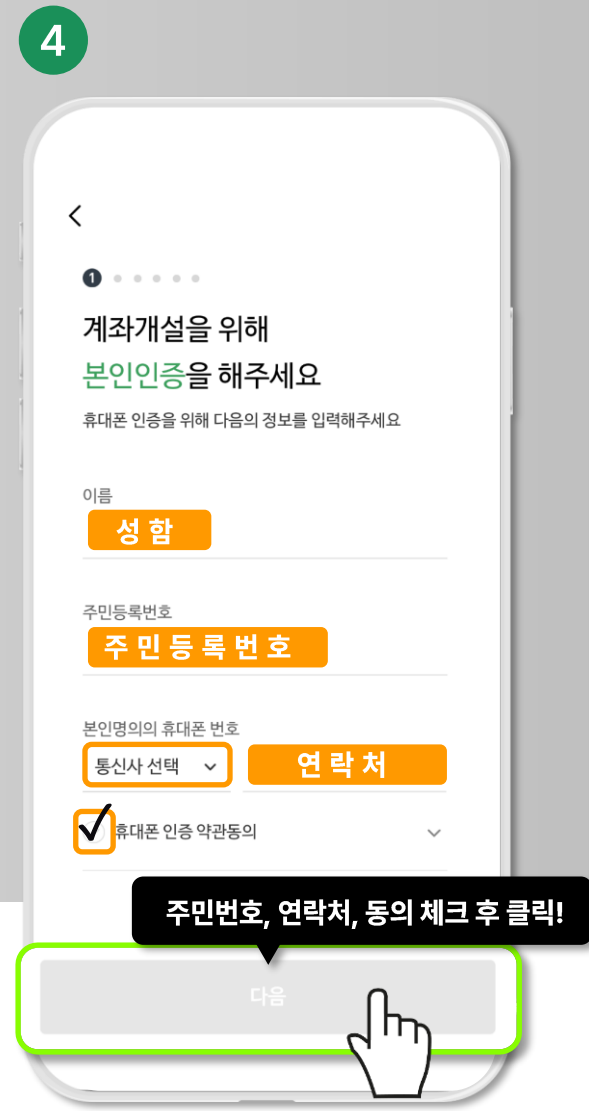 4
1
계좌개설을 위해
본인인증을 해주세요
휴대폰 인증을 위해 다음의 정보를 입력해주세요
이름
성 함
주민등록번호
주 민 등 록 번 호
본인명의의 휴대폰 번호
통신사 선택 연 락 처
휴대폰 인증 약관동의
주민번호, 연락처, 동의 체크 후 클릭!
다음